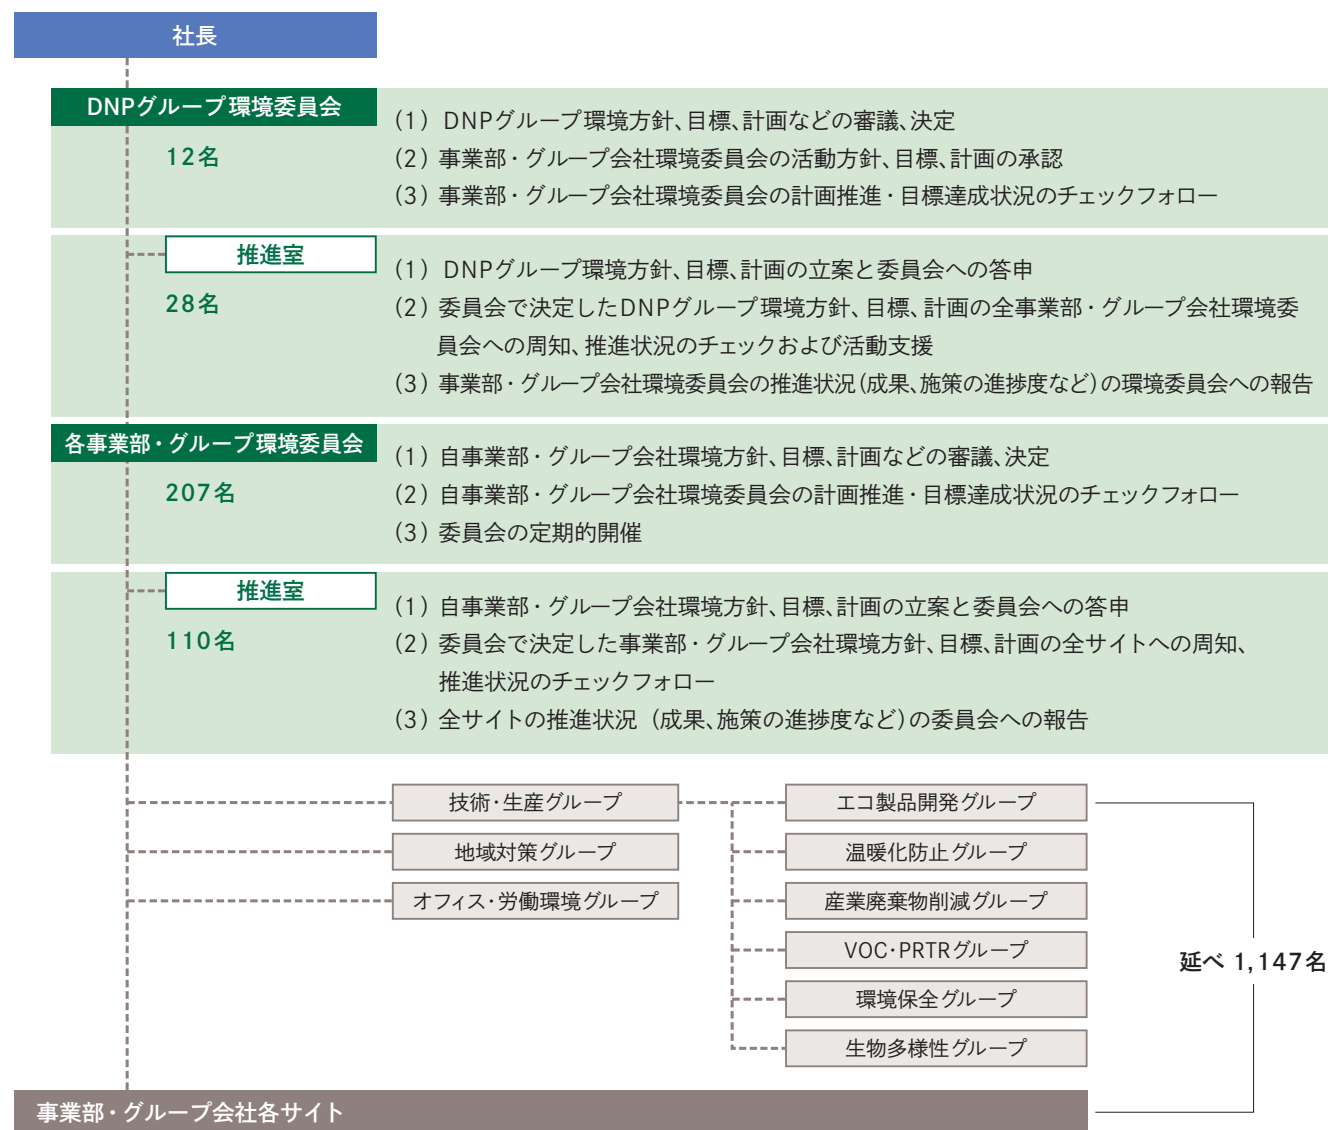 社長
DNPグループ環境委員会
12名
(1) DNPグループ環境方針、目標、計画などの審議、決定
(2) 事業部・グループ会社環境委員会の活動方針、目標、計画の承認
(3) 事業部・グループ会社環境委員会の計画推進・目標達成状況のチェックフォロー
推進室
28名
(1) DNPグループ環境方針、目標、計画の立案と委員会への答申
(2) 委員会で決定したDNPグループ環境方針、目標、計画の全事業部・グループ会社環境委
員会への周知、推進状況のチェックおよび活動支援
(3) 事業部・グループ会社環境委員会の推進状況(成果、施策の進捗度など)の環境委員会への報告
各事業部・グループ環境委員会
207名
(1) 自事業部・グループ会社環境方針、目標、計画などの審議、決定
(2) 自事業部・グループ会社環境委員会の計画推進・目標達成状況のチェックフォロー
(3) 委員会の定期的開催
推進室
110名
(1) 自事業部・グループ会社環境方針、目標、計画の立案と委員会への答申
(2) 委員会で決定した事業部・グループ会社環境方針、目標、計画の全サイトへの周知、
推進状況のチェックフォロー
(3) 全サイトの推進状況 (成果、施策の進捗度など)の委員会への報告
技術・生産グループ
地域対策グループ
オフィス・労働環境グループ
エコ製品開発グループ
温暖化防止グループ
産業廃棄物削減グループ
VOC・PRTRグループ
環境保全グループ
生物多様性グループ
延べ 1,147名
事業部・グループ会社各サイト